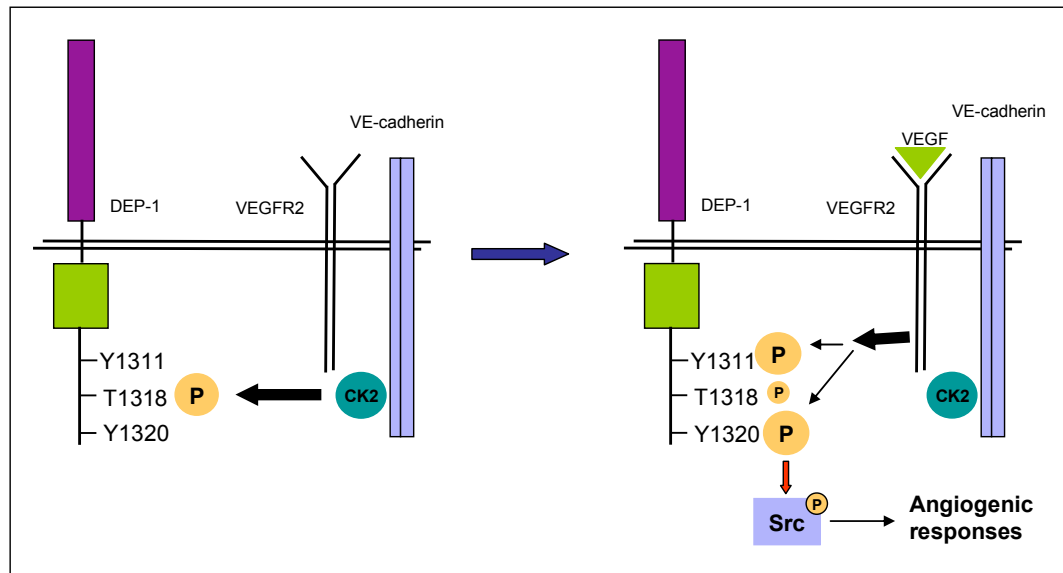 VE-cadherin
DEP-1
VEGFR2
Y1311
T1318
P
CK2
Y1320
VE-cadherin
VEGF
DEP-1
VEGFR2
Y1311
P
T1318
P
CK2
Y1320
P
P
Src
Angiogenic
responses